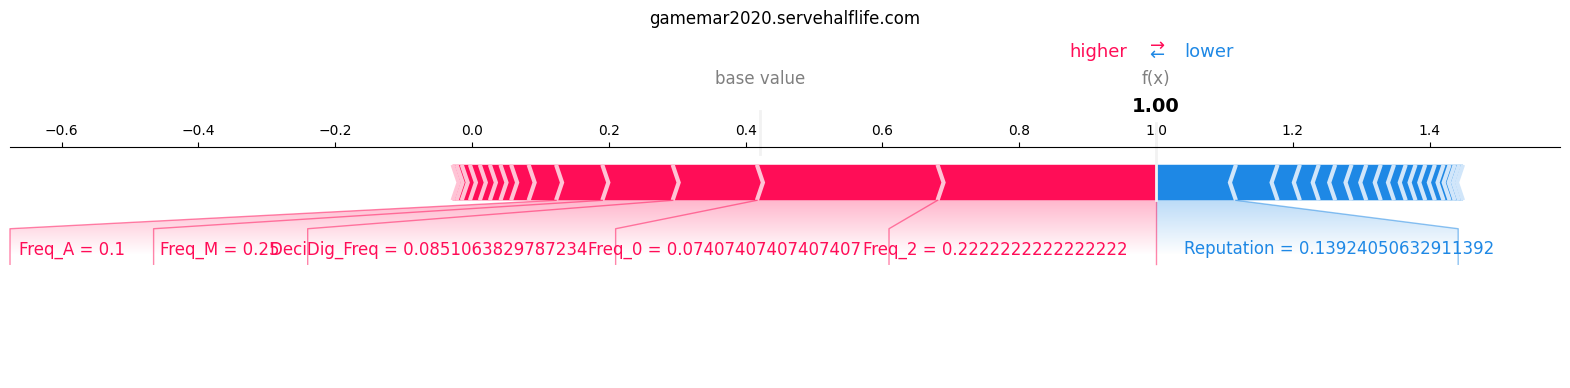 gamemar2020.servehalflife.com
higher ⇄ lower
base value f(x)
1.00
−0.6 −0.4 −0.2 0.0 0.2 0.4 0.6 0.8 1.0 1.2 1.4
Freq_A = 0.1 Freq_M = 0.25 DeciDig_Freq = 0.0851063829787234 Freq_0 = 0.07407407407407407 Freq_2 = 0.2222222222222222 Reputation = 0.13924050632911392